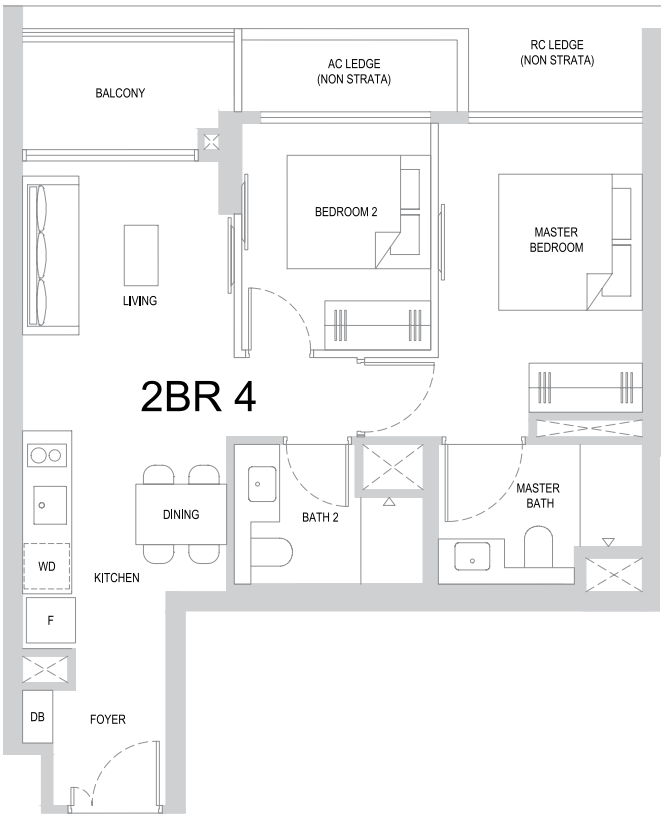 RC LEDGE
(NON STRATA)
AC LEDGE
(NON STRATA)
BALCONY
BEDROOM 2
MASTER
BEDROOM
LIVING
2BR 4
MASTER
BATH
DINING
BATH 2
WD
KITCHEN
F
DB
FOYER